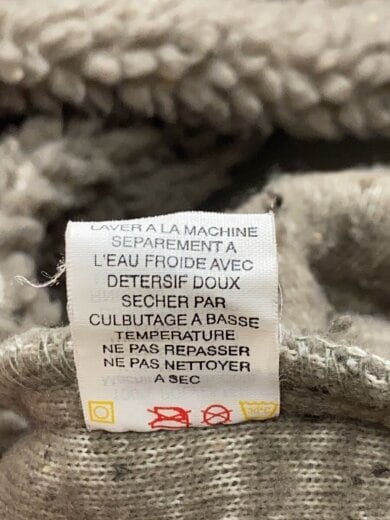 LAVER A LA MACHINE
SEPAREMENT A
L'EAU FROIDE AVEC
DETERSIF DOUX
SECHER PAR
CULBUTAGE A BASSE
TEMPERATURE
NE PAS REPASSER
NE PAS NETTOYER
A SEC